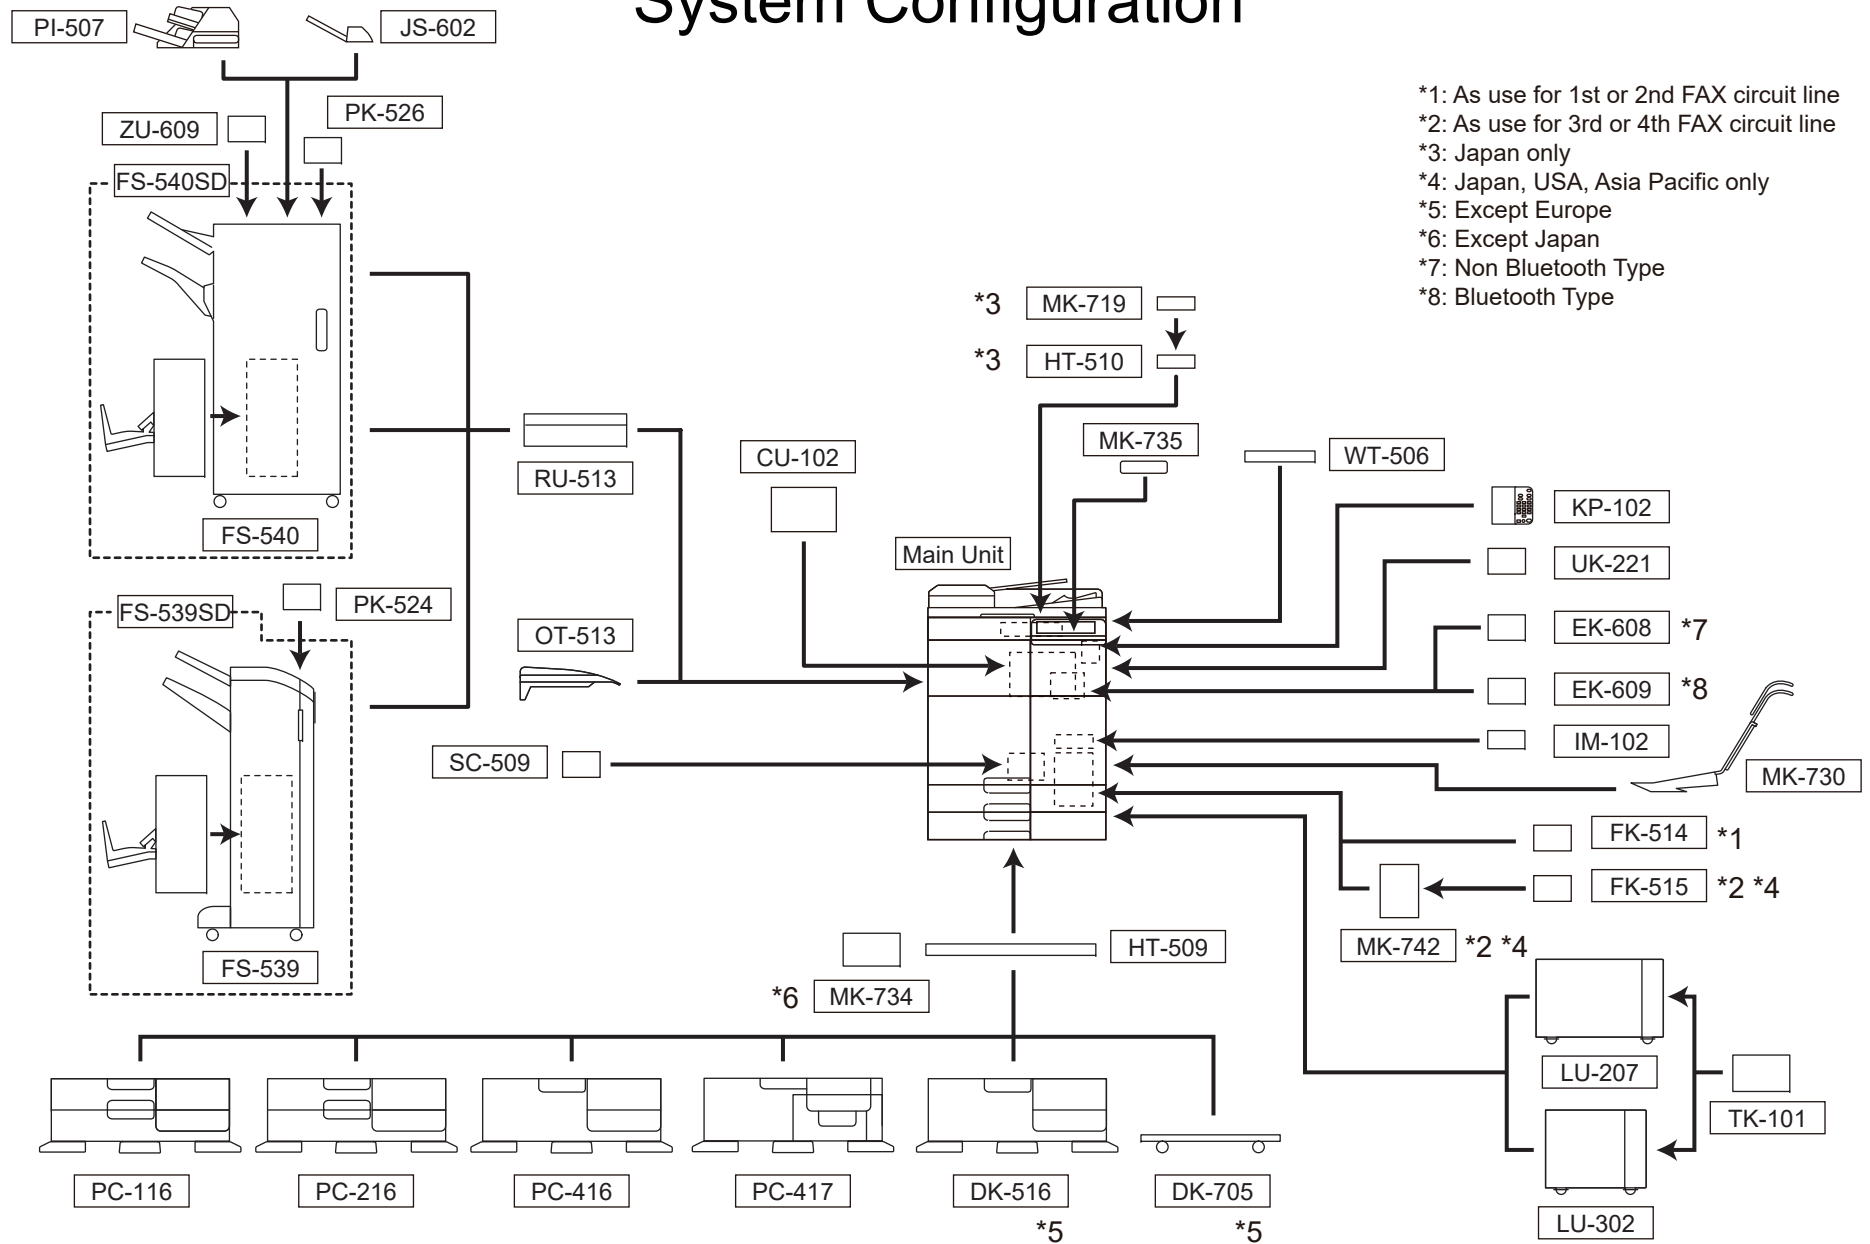 System Configuration
PI-507
JS-602
ZU-609
PK-526
FS-540SD
FS-540
PK-524
FS-539SD
FS-539
*1: As use for 1st or 2nd FAX circuit line
*2: As use for 3rd or 4th FAX circuit line
*3: Japan only
*4: Japan, USA, Asia Pacific only
*5: Except Europe
*6: Except Japan
*7: Non Bluetooth Type
*8: Bluetooth Type
*3 MK-719
*3 HT-510
MK-735
WT-506
CU-102
RU-513
KP-102
Main Unit
UK-221
OT-513
EK-608 *7
EK-609 *8
IM-102
SC-509
MK-730
FK-514 *1
FK-515 *2 *4
MK-742 *2 *4
HT-509
*6 MK-734
LU-207
TK-101
LU-302
PC-116
PC-216
PC-416
PC-417
DK-516
*5
DK-705
*5